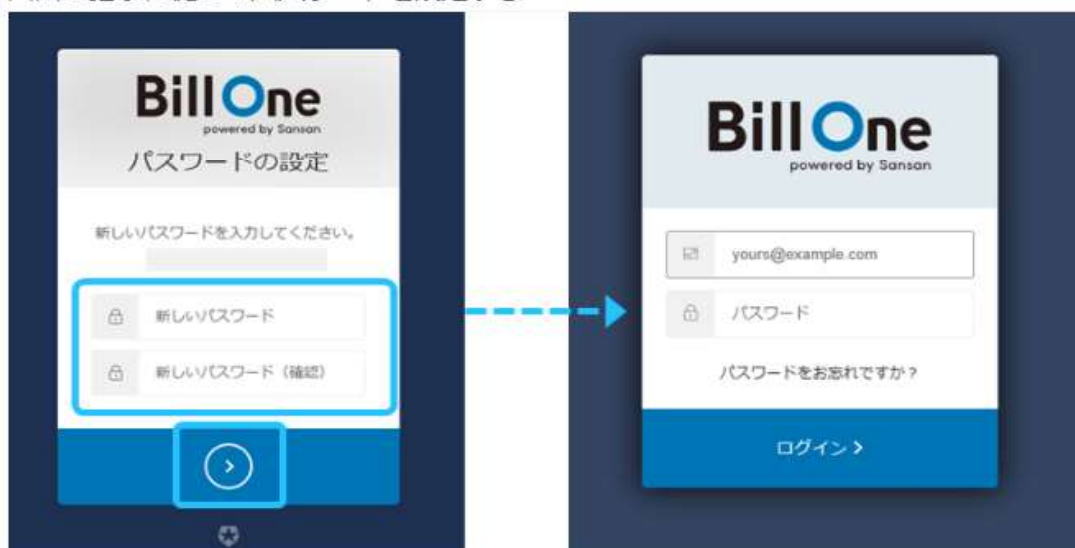 Bill One
powered by Sansan
パスワードの設定
新しいパスワードを入力してください。
新しいパスワード
新しいパスワード（確認）
Bill One
powered by Sansan
yours@example.com
パスワード
パスワードをお忘れですか？
ログイン >